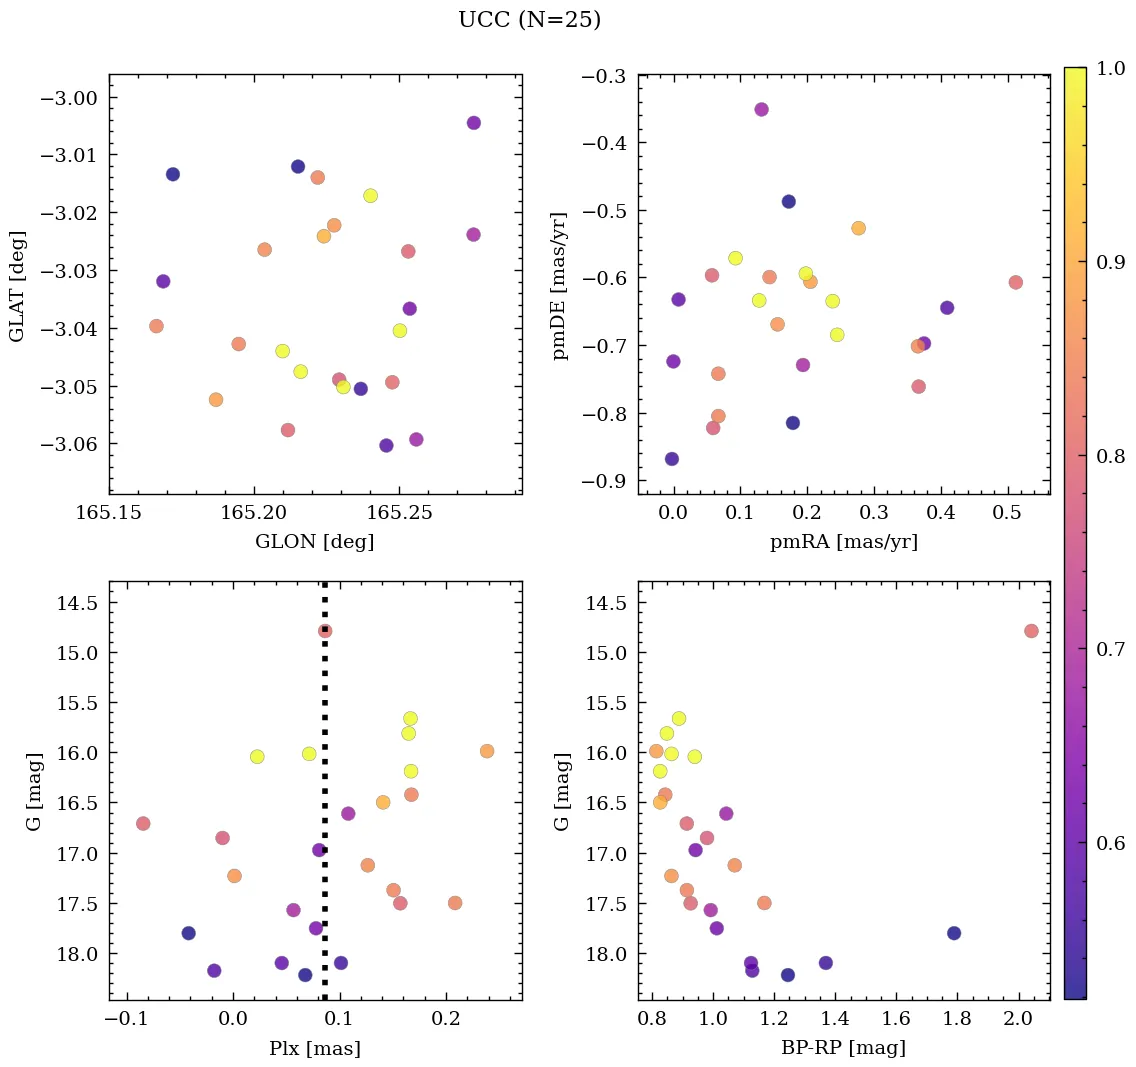 UCC (N=25)
−3.00
−3.01
−3.02
−3.03
−3.04
−3.05
−3.06
GLAT [deg]
165.15 165.20 165.25
GLON [deg]
−0.3
−0.4
−0.5
−0.6
−0.7
−0.8
−0.9
pmDE [mas/yr]
0.0 0.1 0.2 0.3 0.4 0.5
pmRA [mas/yr]
14.5
15.0
15.5
16.0
16.5
17.0
17.5
18.0
G [mag]
−0.1 0.0 0.1 0.2
Plx [mas]
14.5
15.0
15.5
16.0
16.5
17.0
17.5
18.0
G [mag]
0.8 1.0 1.2 1.4 1.6 1.8 2.0
BP-RP [mag]
1.0
0.9
0.8
0.7
0.6